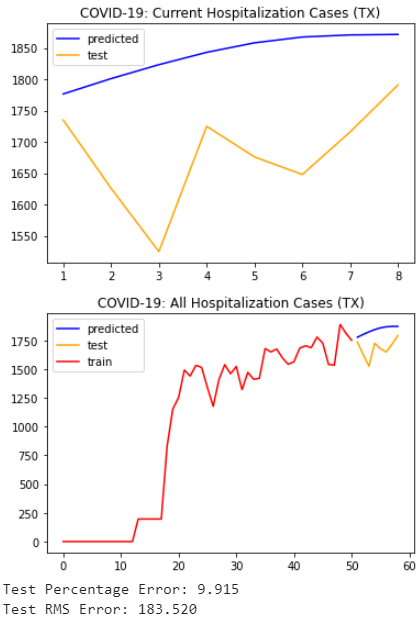 COVID-19: Current Hospitalization Cases (TX)
predicted
test
1850
1800
1750
1700
1650
1600
1550
1 2 3 4 5 6 7 8
COVID-19: All Hospitalization Cases (TX)
predicted
test
train
1750
1500
1250
1000
750
500
250
0
0 10 20 30 40 50 60
Test Percentage Error: 9.915
Test RMS Error: 183.520